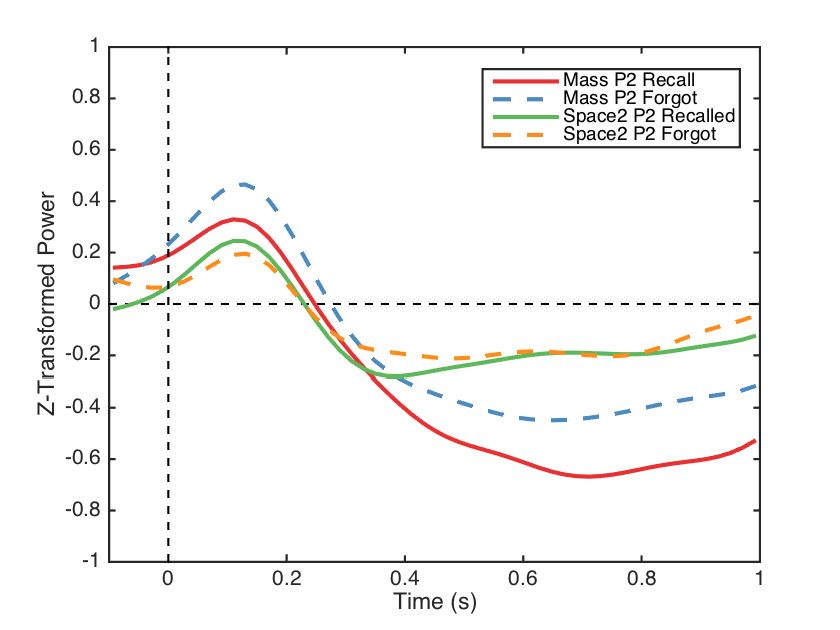 1
0.8
0.6
0.4
0.2
0
-0.2
-0.4
-0.6
-0.8
-1
Z-Transformed Power
Mass P2 Recall
Mass P2 Forgot
Space2 P2 Recalled
Space2 P2 Forgot
0 0.2 0.4 0.6 0.8 1
Time (s)